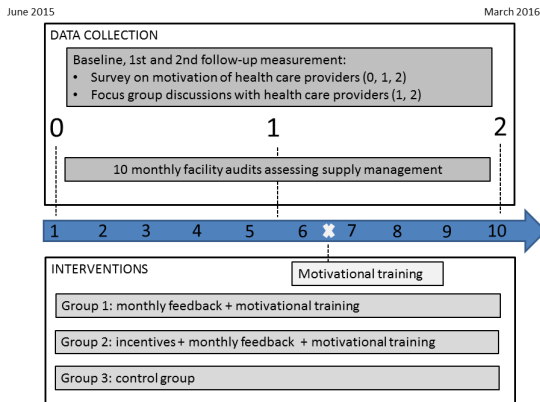 June 2015
March 2016
DATA COLLECTION
Baseline, 1st and 2nd follow-up measurement:
• Survey on motivation of health care providers (0, 1, 2)
• Focus group discussions with health care providers (1, 2)
0 1 2
10 monthly facility audits assessing supply management
1 2 3 4 5 6 7 8 9 10
INTERVENTIONS
Motivational training
Group 1: monthly feedback + motivational training
Group 2: incentives + monthly feedback + motivational training
Group 3: control group